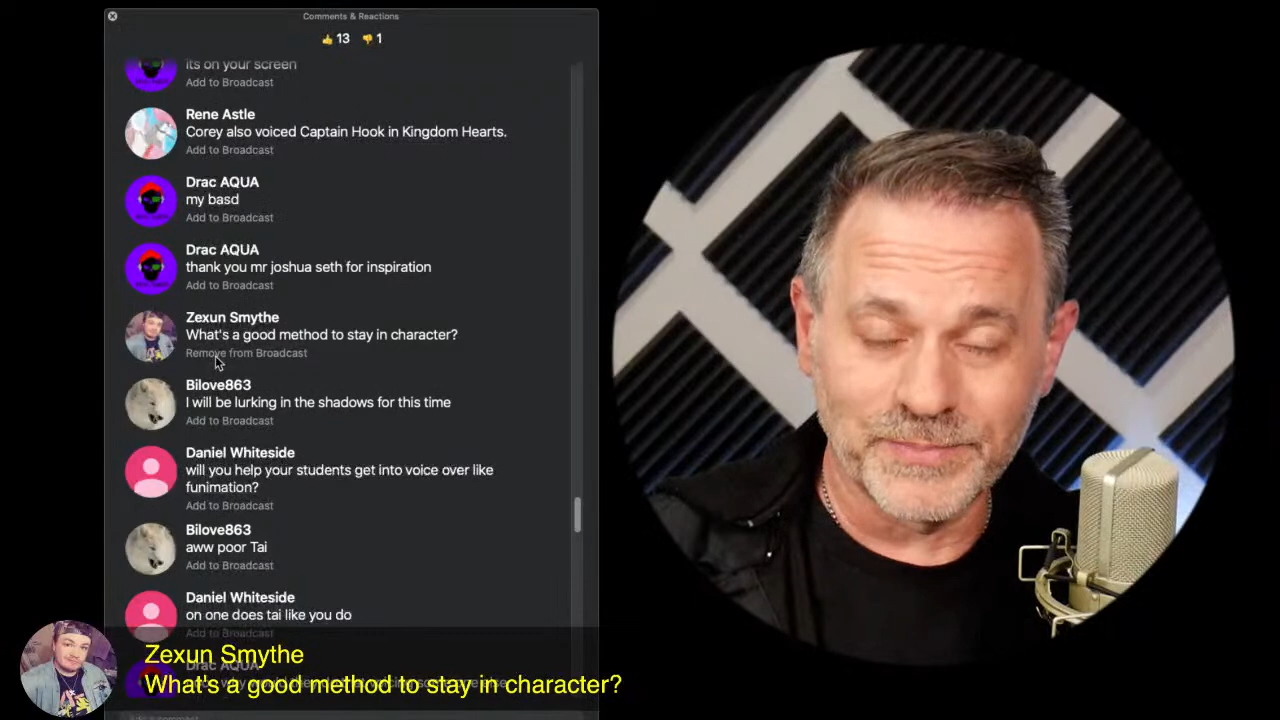 Comments & Reactions
👍 13 👎 1
its on your screen
Add to Broadcast
Rene Astle
Corey also voiced Captain Hook in Kingdom Hearts.
Add to Broadcast
Drac AQUA
my basd
Add to Broadcast
Drac AQUA
thank you mr joshua seth for inspiration
Add to Broadcast
Zexun Smythe
What's a good method to stay in character?
Remove from Broadcast
Bilove863
I will be lurking in the shadows for this time
Add to Broadcast
Daniel Whiteside
will you help your students get into voice over like
funimation?
Add to Broadcast
Bilove863
aww poor Tai
Add to Broadcast
Daniel Whiteside
on one does tai like you do
Add to Broadcast
Drac AQUA
Zexun Smythe
What's a good method to stay in character?